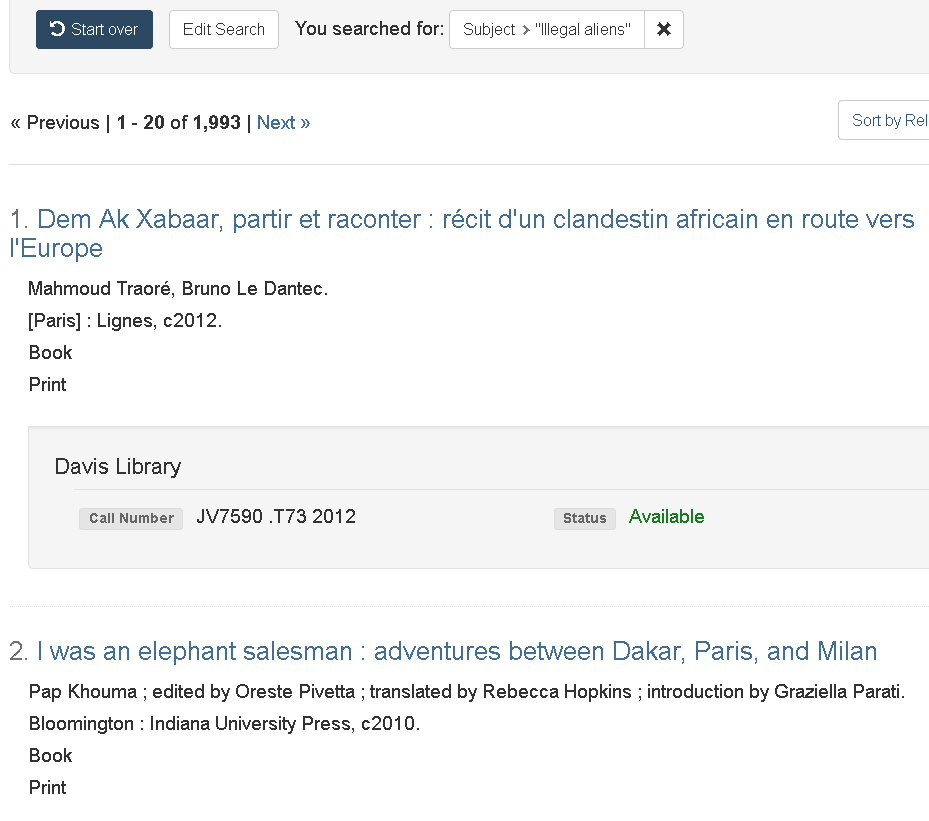 Start over Edit Search You searched for: Subject > "Illegal aliens" ✖
« Previous | 1 - 20 of 1,993 | Next »
Sort by Rel
1. Dem Ak Xabaar, partir et raconter : récit d'un clandestin africain en route vers
l'Europe
Mahmoud Traoré, Bruno Le Dantec.
[Paris] : Lignes, c2012.
Book
Print
Davis Library
Call Number JV7590 .T73 2012 Status Available
2. I was an elephant salesman : adventures between Dakar, Paris, and Milan
Pap Khouma ; edited by Oreste Pivetta ; translated by Rebecca Hopkins ; introduction by Graziella Parati.
Bloomington : Indiana University Press, c2010.
Book
Print